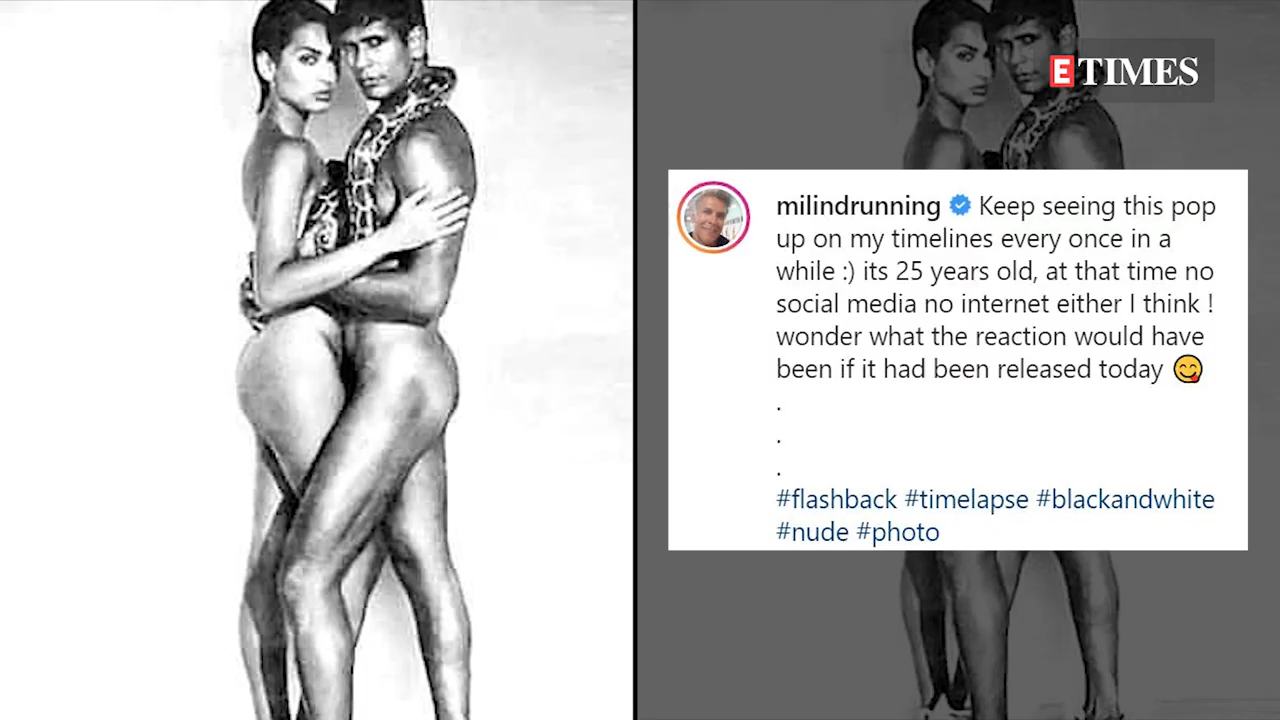 E TIMES
milindrunning Keep seeing this pop
up on my timelines every once in a
while :) its 25 years old, at that time no
social media no internet either I think !
wonder what the reaction would have
been if it had been released today 😋
.
.
.
#flashback #timelapse #blackandwhite
#nude #photo